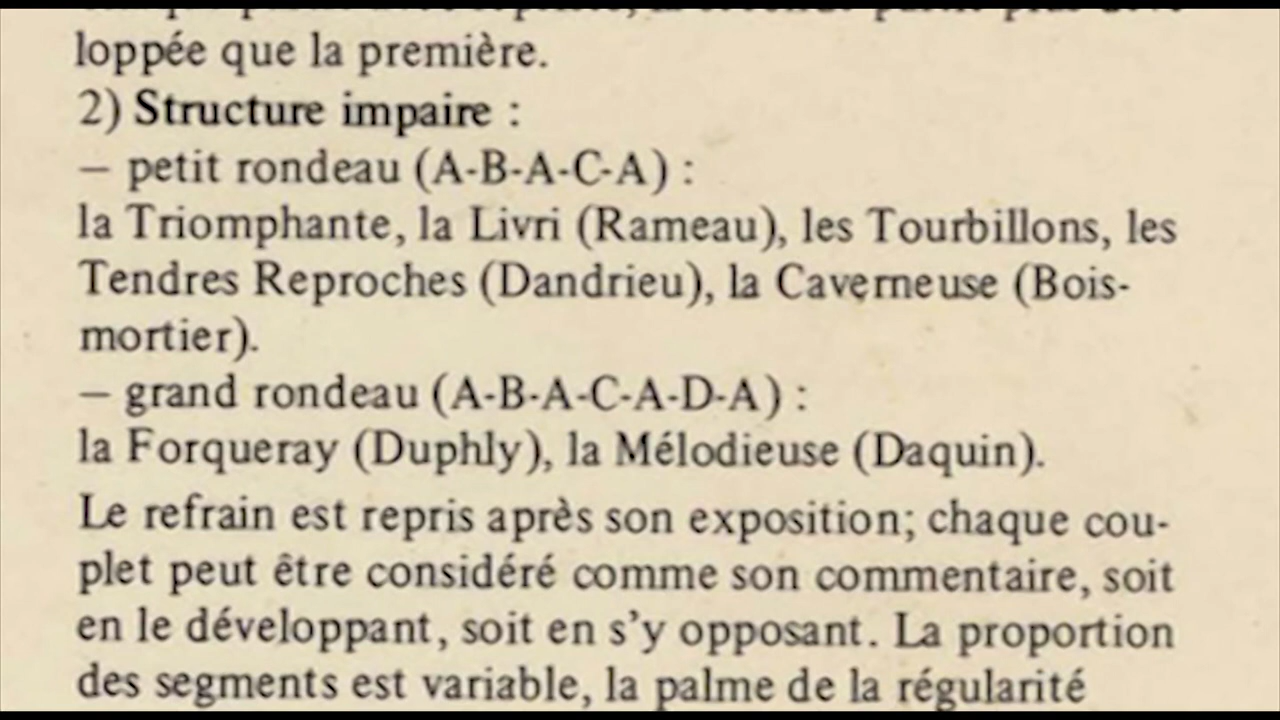 loppée que la première.
2) Structure impaire :
— petit rondeau (A-B-A-C-A) :
la Triomphante, la Livri (Rameau), les Tourbillons, les
Tendres Reproches (Dandrieu), la Caverneuse (Bois-
mortier).
— grand rondeau (A-B-A-C-A-D-A) :
la Forqueray (Duphly), la Mélodieuse (Daquin).
Le refrain est repris après son exposition; chaque cou-
plet peut être considéré comme son commentaire, soit
en le développant, soit en s'y opposant. La proportion
des segments est variable, la palme de la régularité